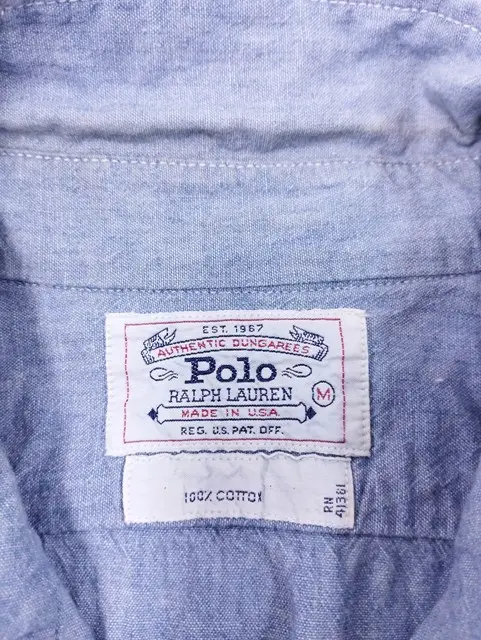 EST. 1967
AUTHENTIC DUNGAREES
Polo
RALPH LAUREN
M
MADE IN U.S.A.
REG. U.S. PAT. OFF.
100% COTTON
RN
41381